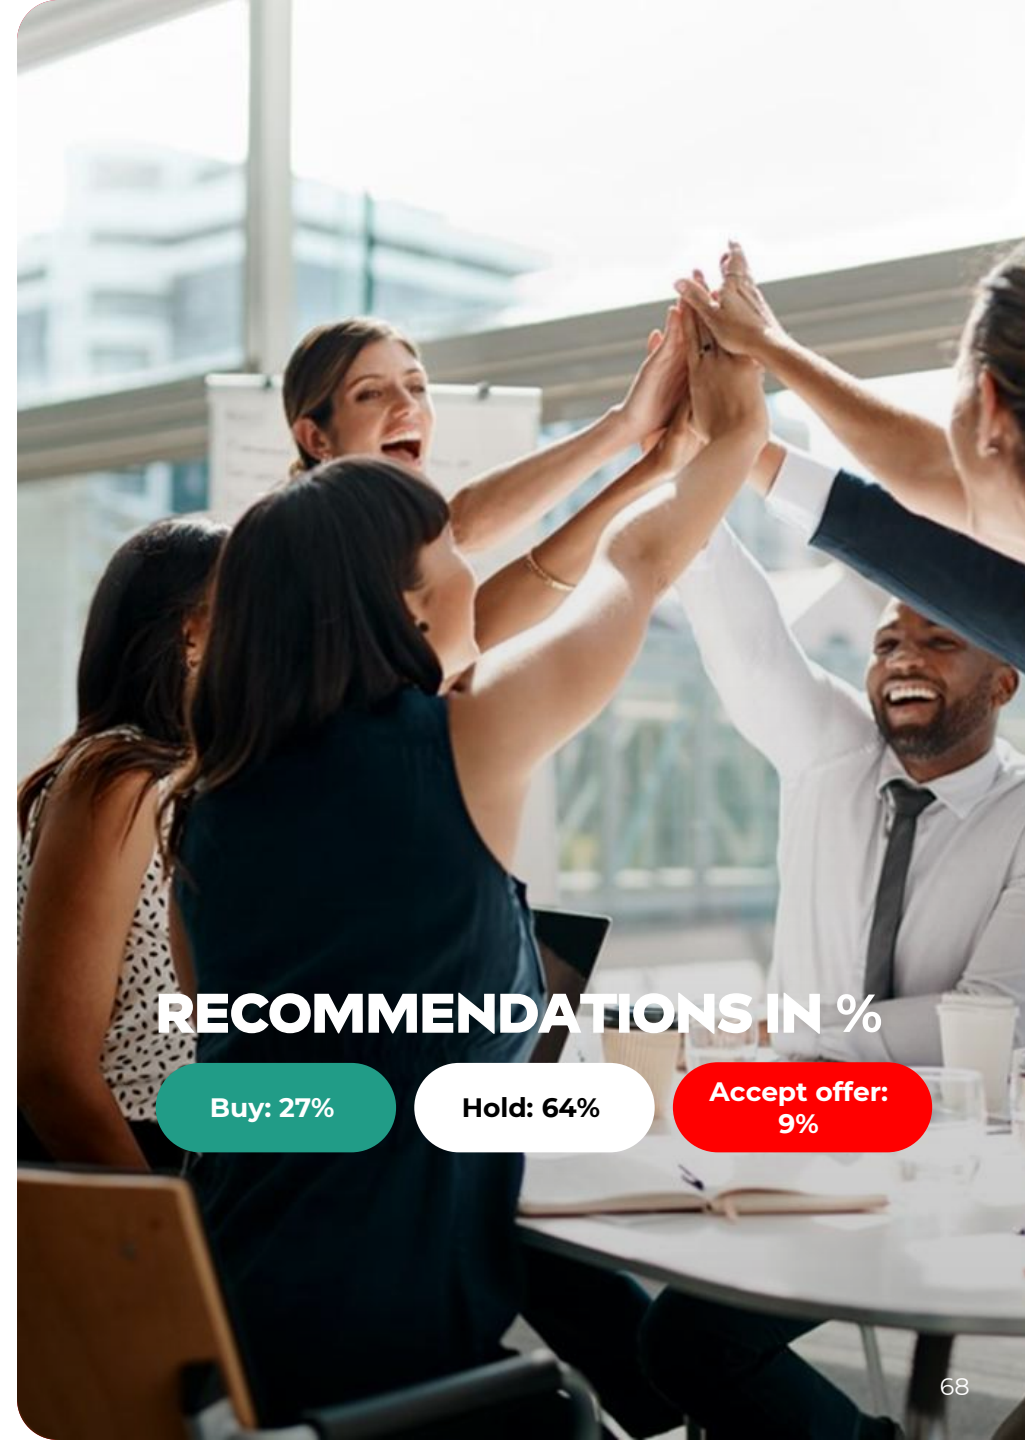 RECOMMENDATIONS IN %
Buy: 27%
Hold: 64%
Accept offer:
9%
68